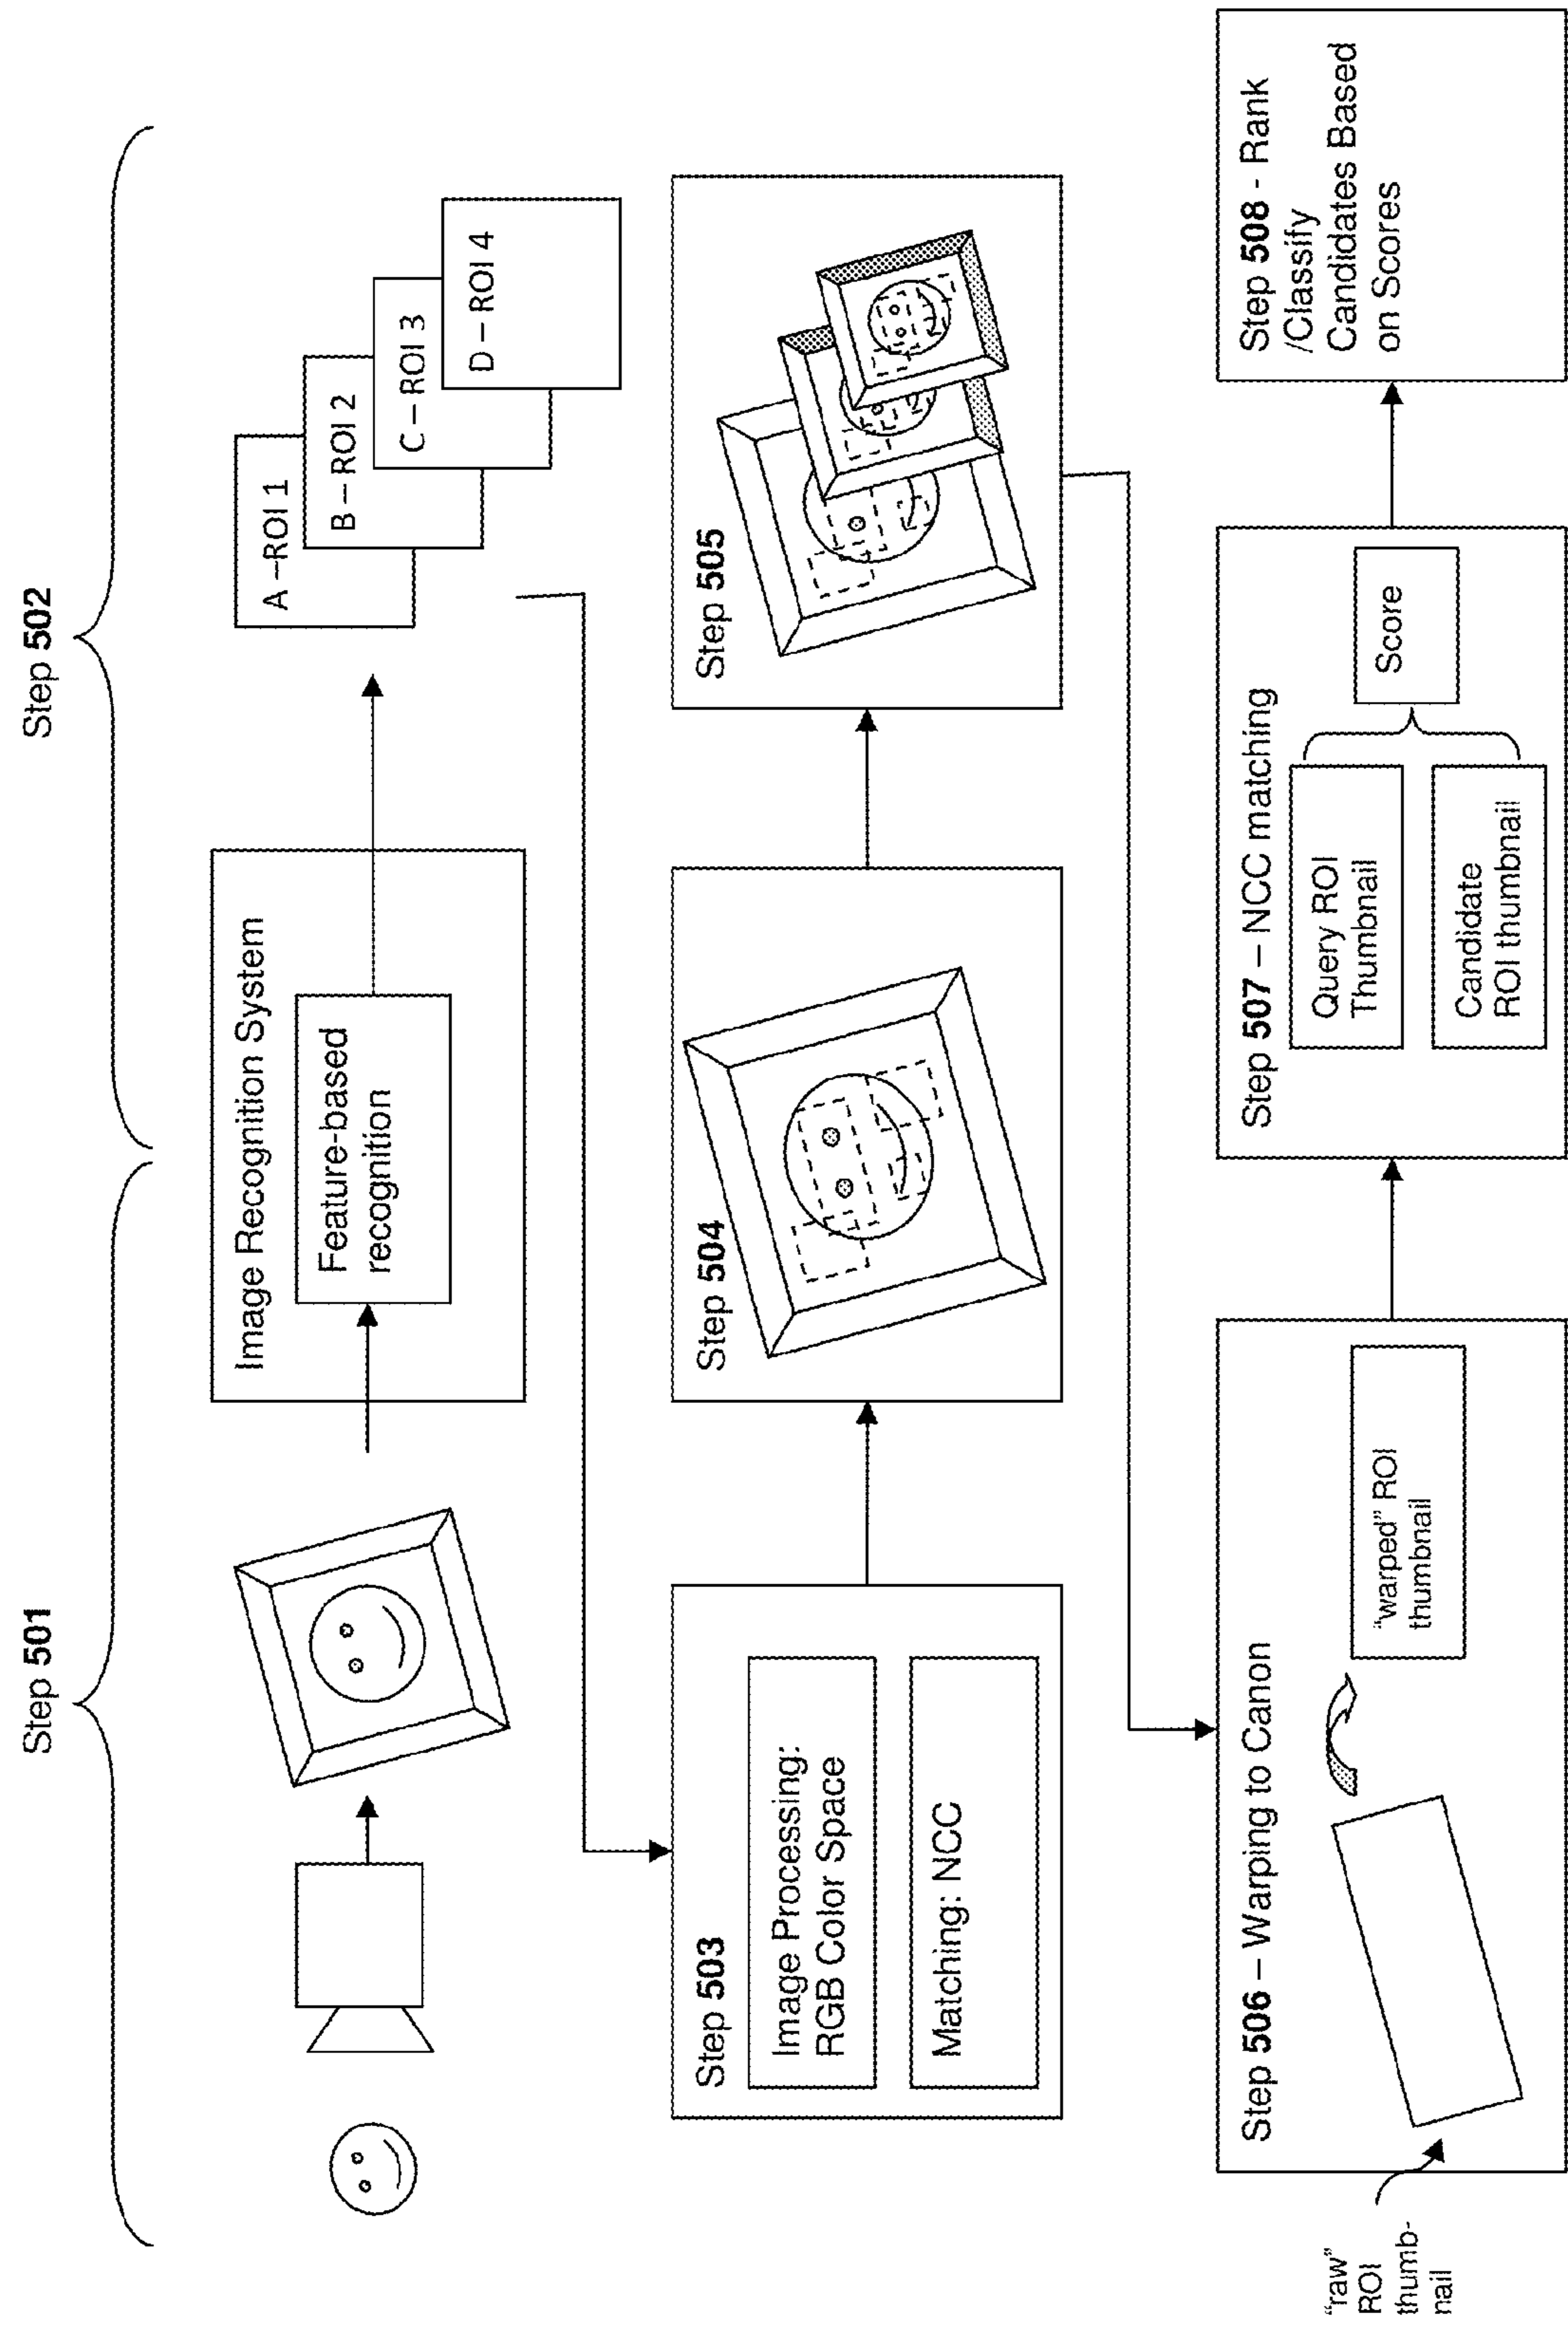 Step 501
Step 502
Image Recognition System
Feature-based
recognition
A –ROI 1
B – ROI 2
C – ROI 3
D – ROI 4
Step 503
Image Processing:
RGB Color Space
Matching: NCC
Step 504
Step 505
"raw"
ROI
thumb-
nail
Step 506 – Warping to Canon
"warped" ROI
thumbnail
Step 507 – NCC matching
Query ROI
Thumbnail
Candidate
ROI thumbnail
Score
Step 508 - Rank
/Classify
Candidates Based
on Scores